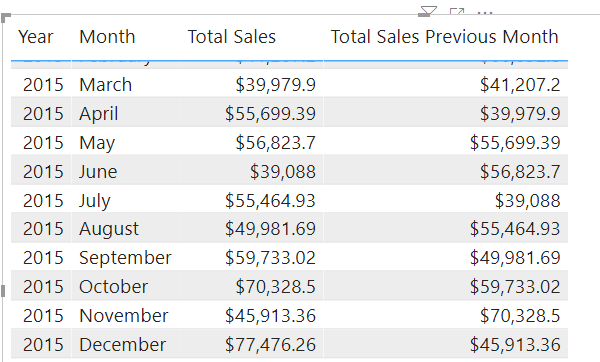 Year Month Total Sales Total Sales Previous Month
2015 March $39,979.9 $41,207.2
2015 April $55,699.39 $39,979.9
2015 May $56,823.7 $55,699.39
2015 June $39,088 $56,823.7
2015 July $55,464.93 $39,088
2015 August $49,981.69 $55,464.93
2015 September $59,733.02 $49,981.69
2015 October $70,328.5 $59,733.02
2015 November $45,913.36 $70,328.5
2015 December $77,476.26 $45,913.36